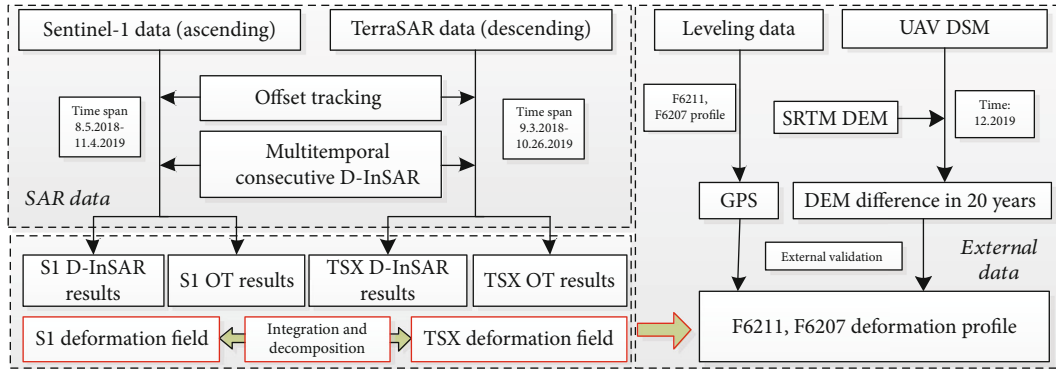 Sentinel-1 data (ascending)
TerraSAR data (descending)
Offset tracking
Time span
8.5.2018-
11.4.2019
Time span
9.3.2018-
10.26.2019
Multitemporal
consecutive D-InSAR
SAR data
S1 D-InSAR
results
S1 OT results
TSX D-InSAR
results
TSX OT results
S1 deformation field
Integration and
decomposition
TSX deformation field
Leveling data
UAV DSM
F6211,
F6207 profile
SRTM DEM
Time:
12.2019
GPS
DEM difference in 20 years
External validation
External
data
F6211, F6207 deformation profile